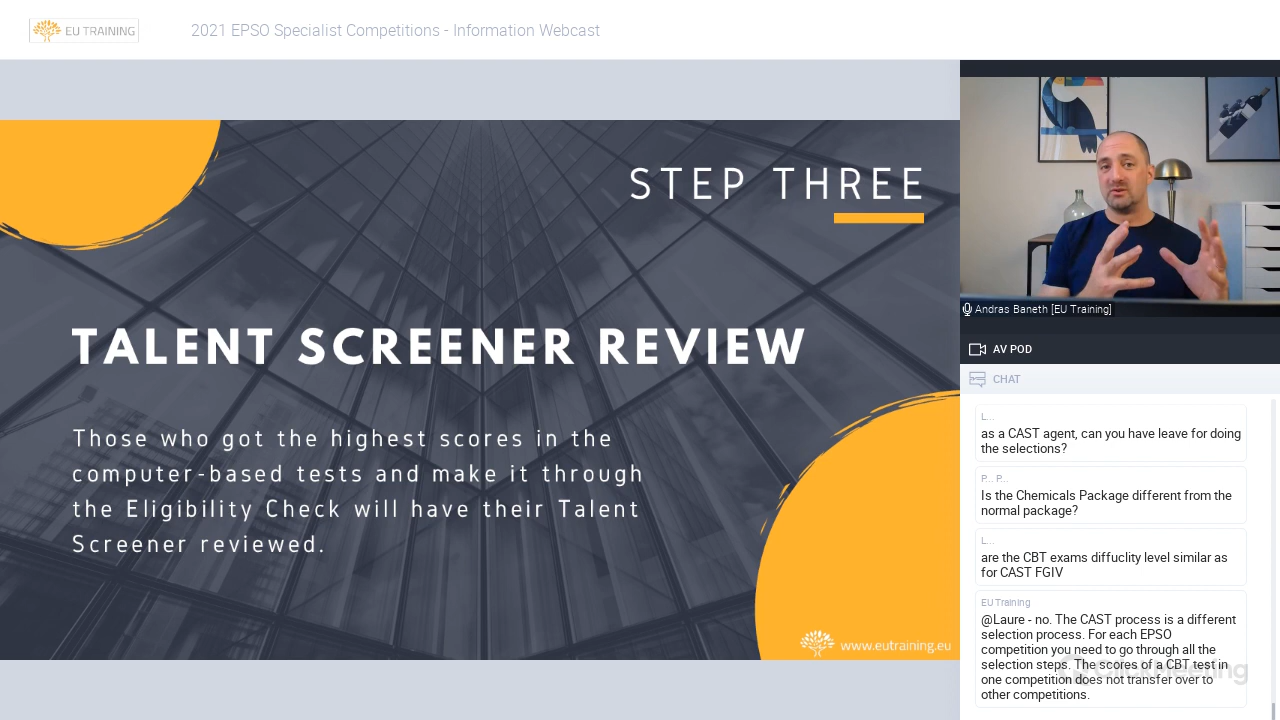 EU TRAINING
2021 EPSO Specialist Competitions - Information Webcast
STEP THREE
TALENT SCREENER REVIEW
Those who got the highest scores in the
computer-based tests and make it through
the Eligibility Check will have their Talent
Screener reviewed.
www.eutraining.eu
Andras Baneth [EU Training]
AV POD
CHAT
L...
as a CAST agent, can you have leave for doing
the selections?
P... P...
Is the Chemicals Package different from the
normal package?
L...
are the CBT exams diffuclity level similar as
for CAST FGIV
EU Training
@Laure - no. The CAST process is a different
selection process. For each EPSO
competition you need to go through all the
selection steps. The scores of a CBT test in
one competition does not transfer over to
other competitions.
ClickMeeting